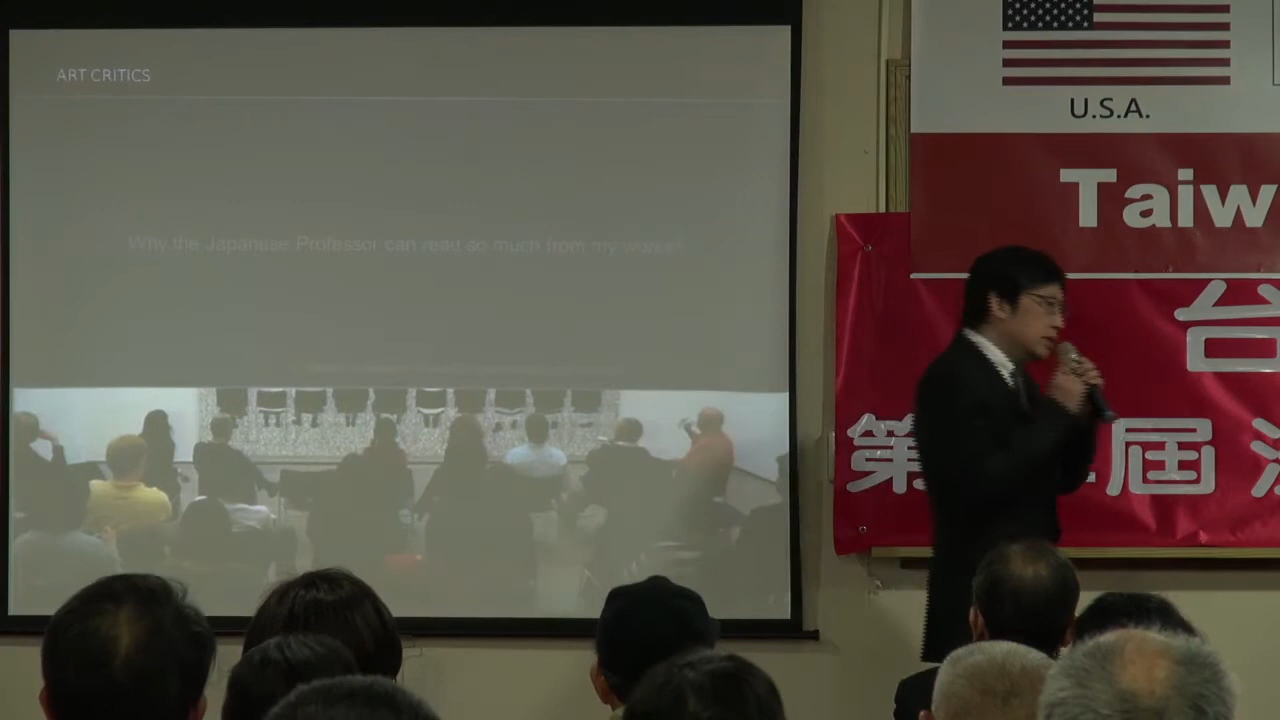 ART CRITICS
Why the Japanese Professor can read so much from my works?
U.S.A.
Taiw
台
第 屆